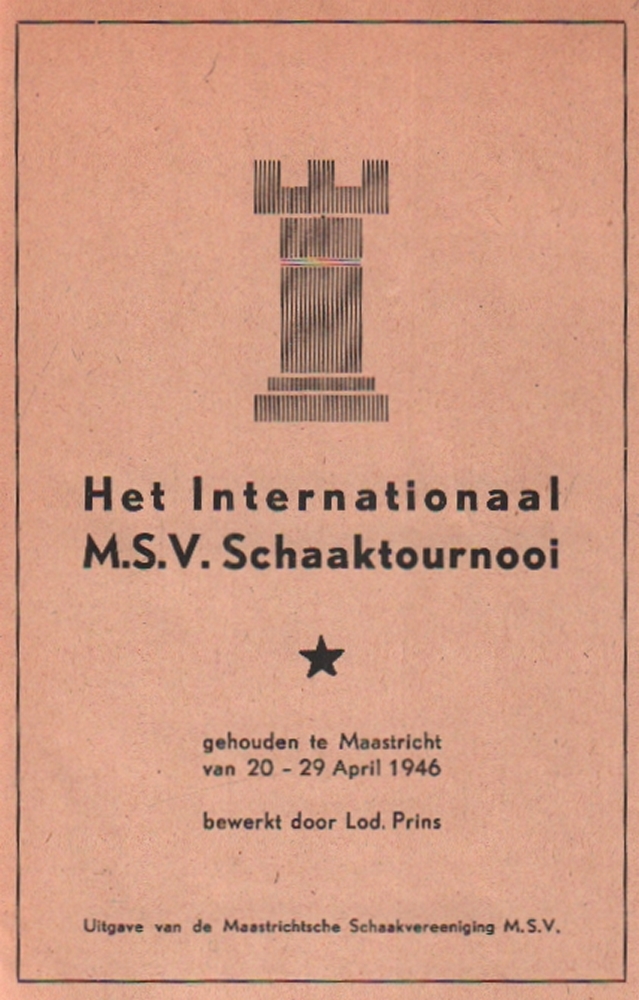 Het Internationaal
M.S.V. Schaaktournooi
gehouden te Maastricht
van 20 - 29 April 1946
bewerkt door Lod. Prins
Uitgave van de Maastrichtsche Schaakvereeniging M.S.V.